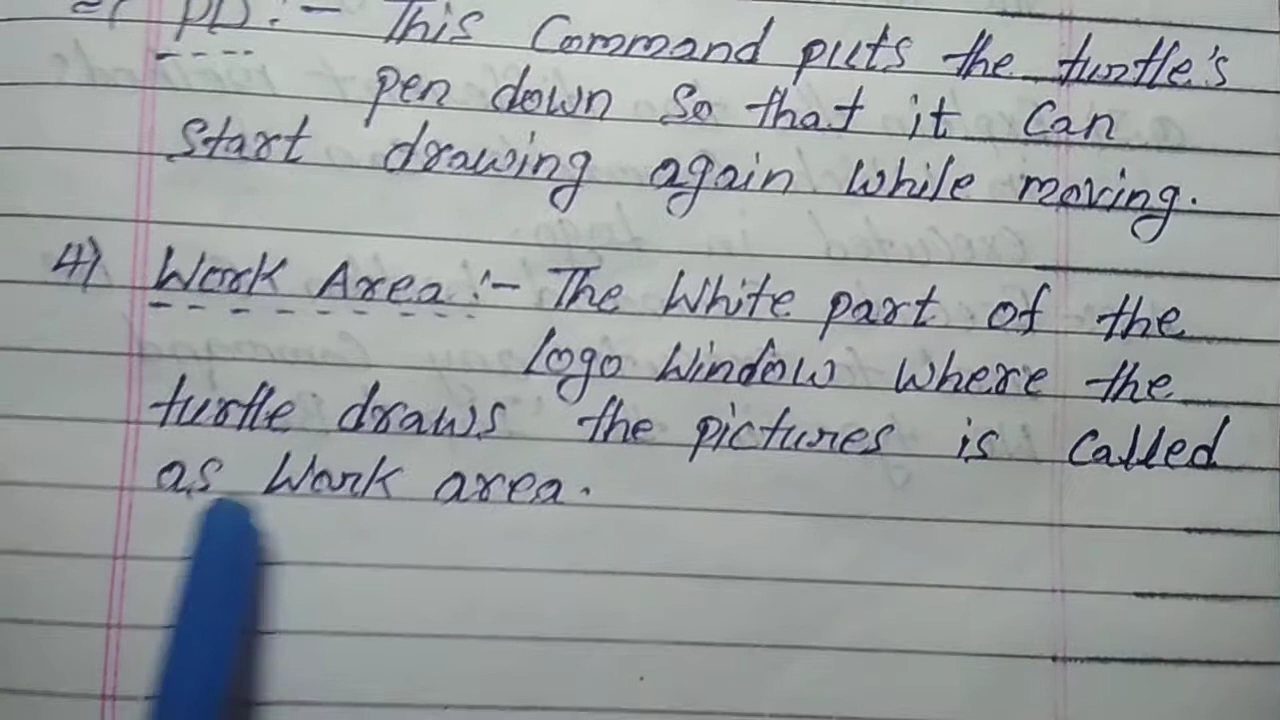 PD :- This Command puts the turtle's
pen down so that it can
Start drawing again while moving.
4) Work Area :- The White part of the
logo Window where the
turtle draws the pictures is called
as Work area.